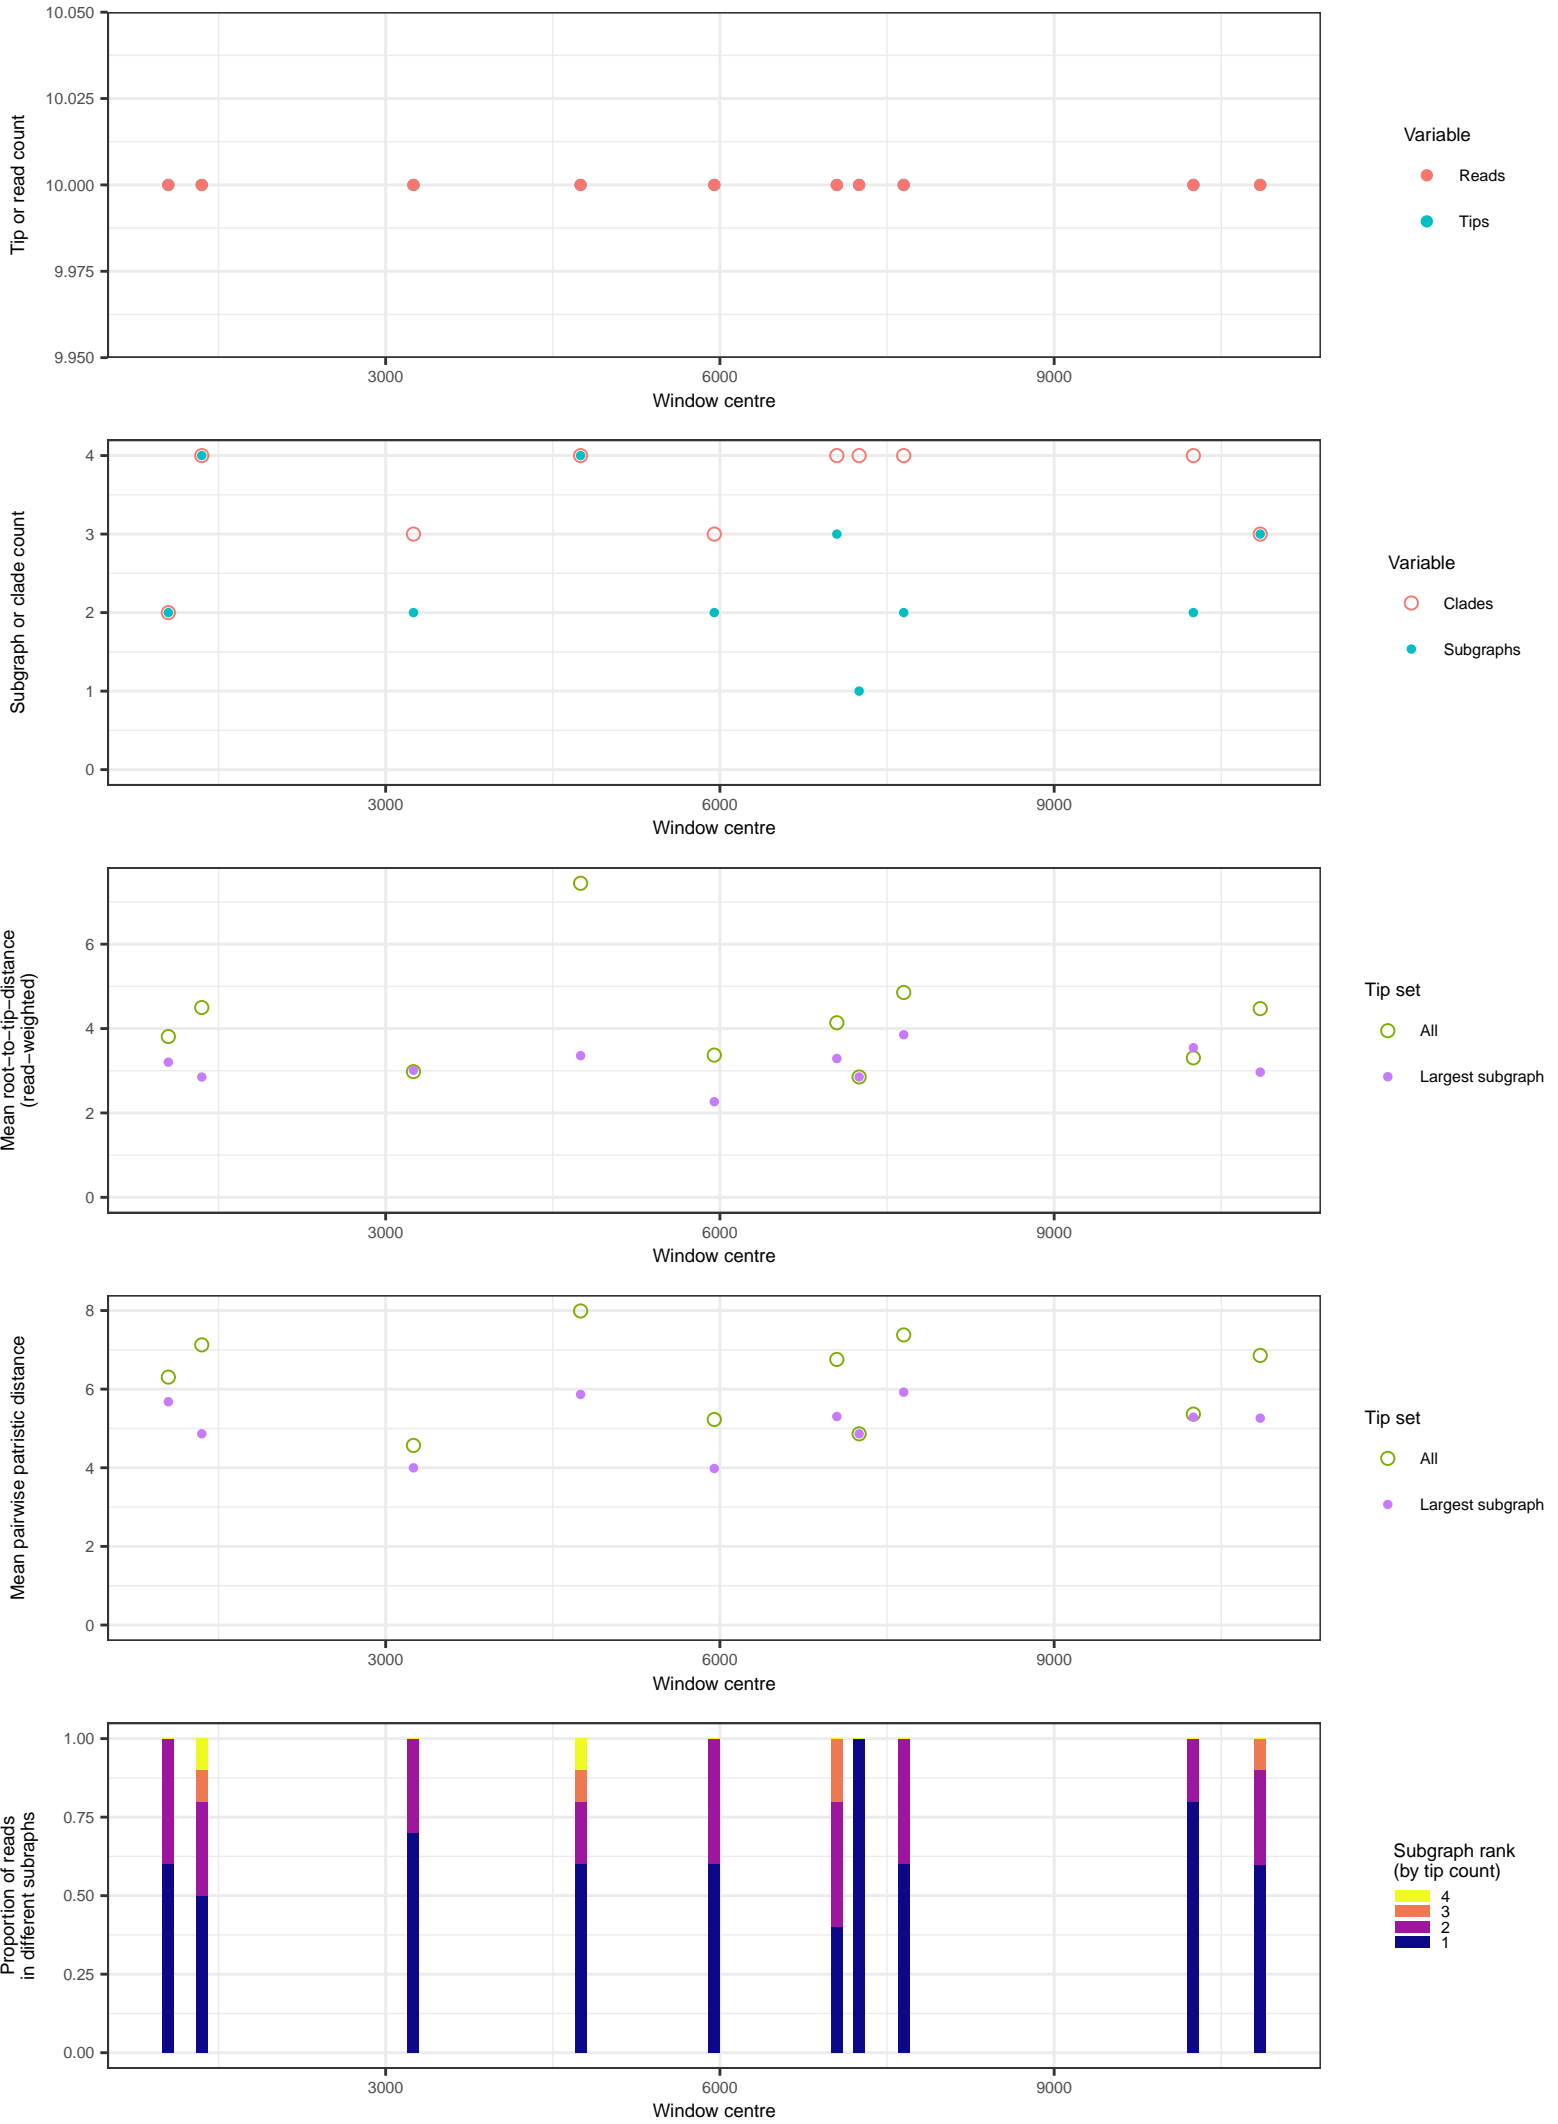 10.050
10.025
10.000
9.975
9.950
Tip or read count
3000
6000
9000
Window centre
Variable
Reads
Tips
4
3
2
1
0
Subgraph or clade count
3000
6000
9000
Window centre
Variable
Clades
Subgraphs
6
4
2
0
Mean root−to−tip−distance
(read−weighted)
3000
6000
9000
Window centre
Tip set
All
Largest subgraph
8
6
4
2
0
Mean pairwise patristic distance
3000
6000
9000
Window centre
Tip set
All
Largest subgraph
1.00
0.75
0.50
0.25
0.00
Proportion of reads
in different subraphs
3000
6000
9000
Window centre
Subgraph rank
(by tip count)
4
3
2
1